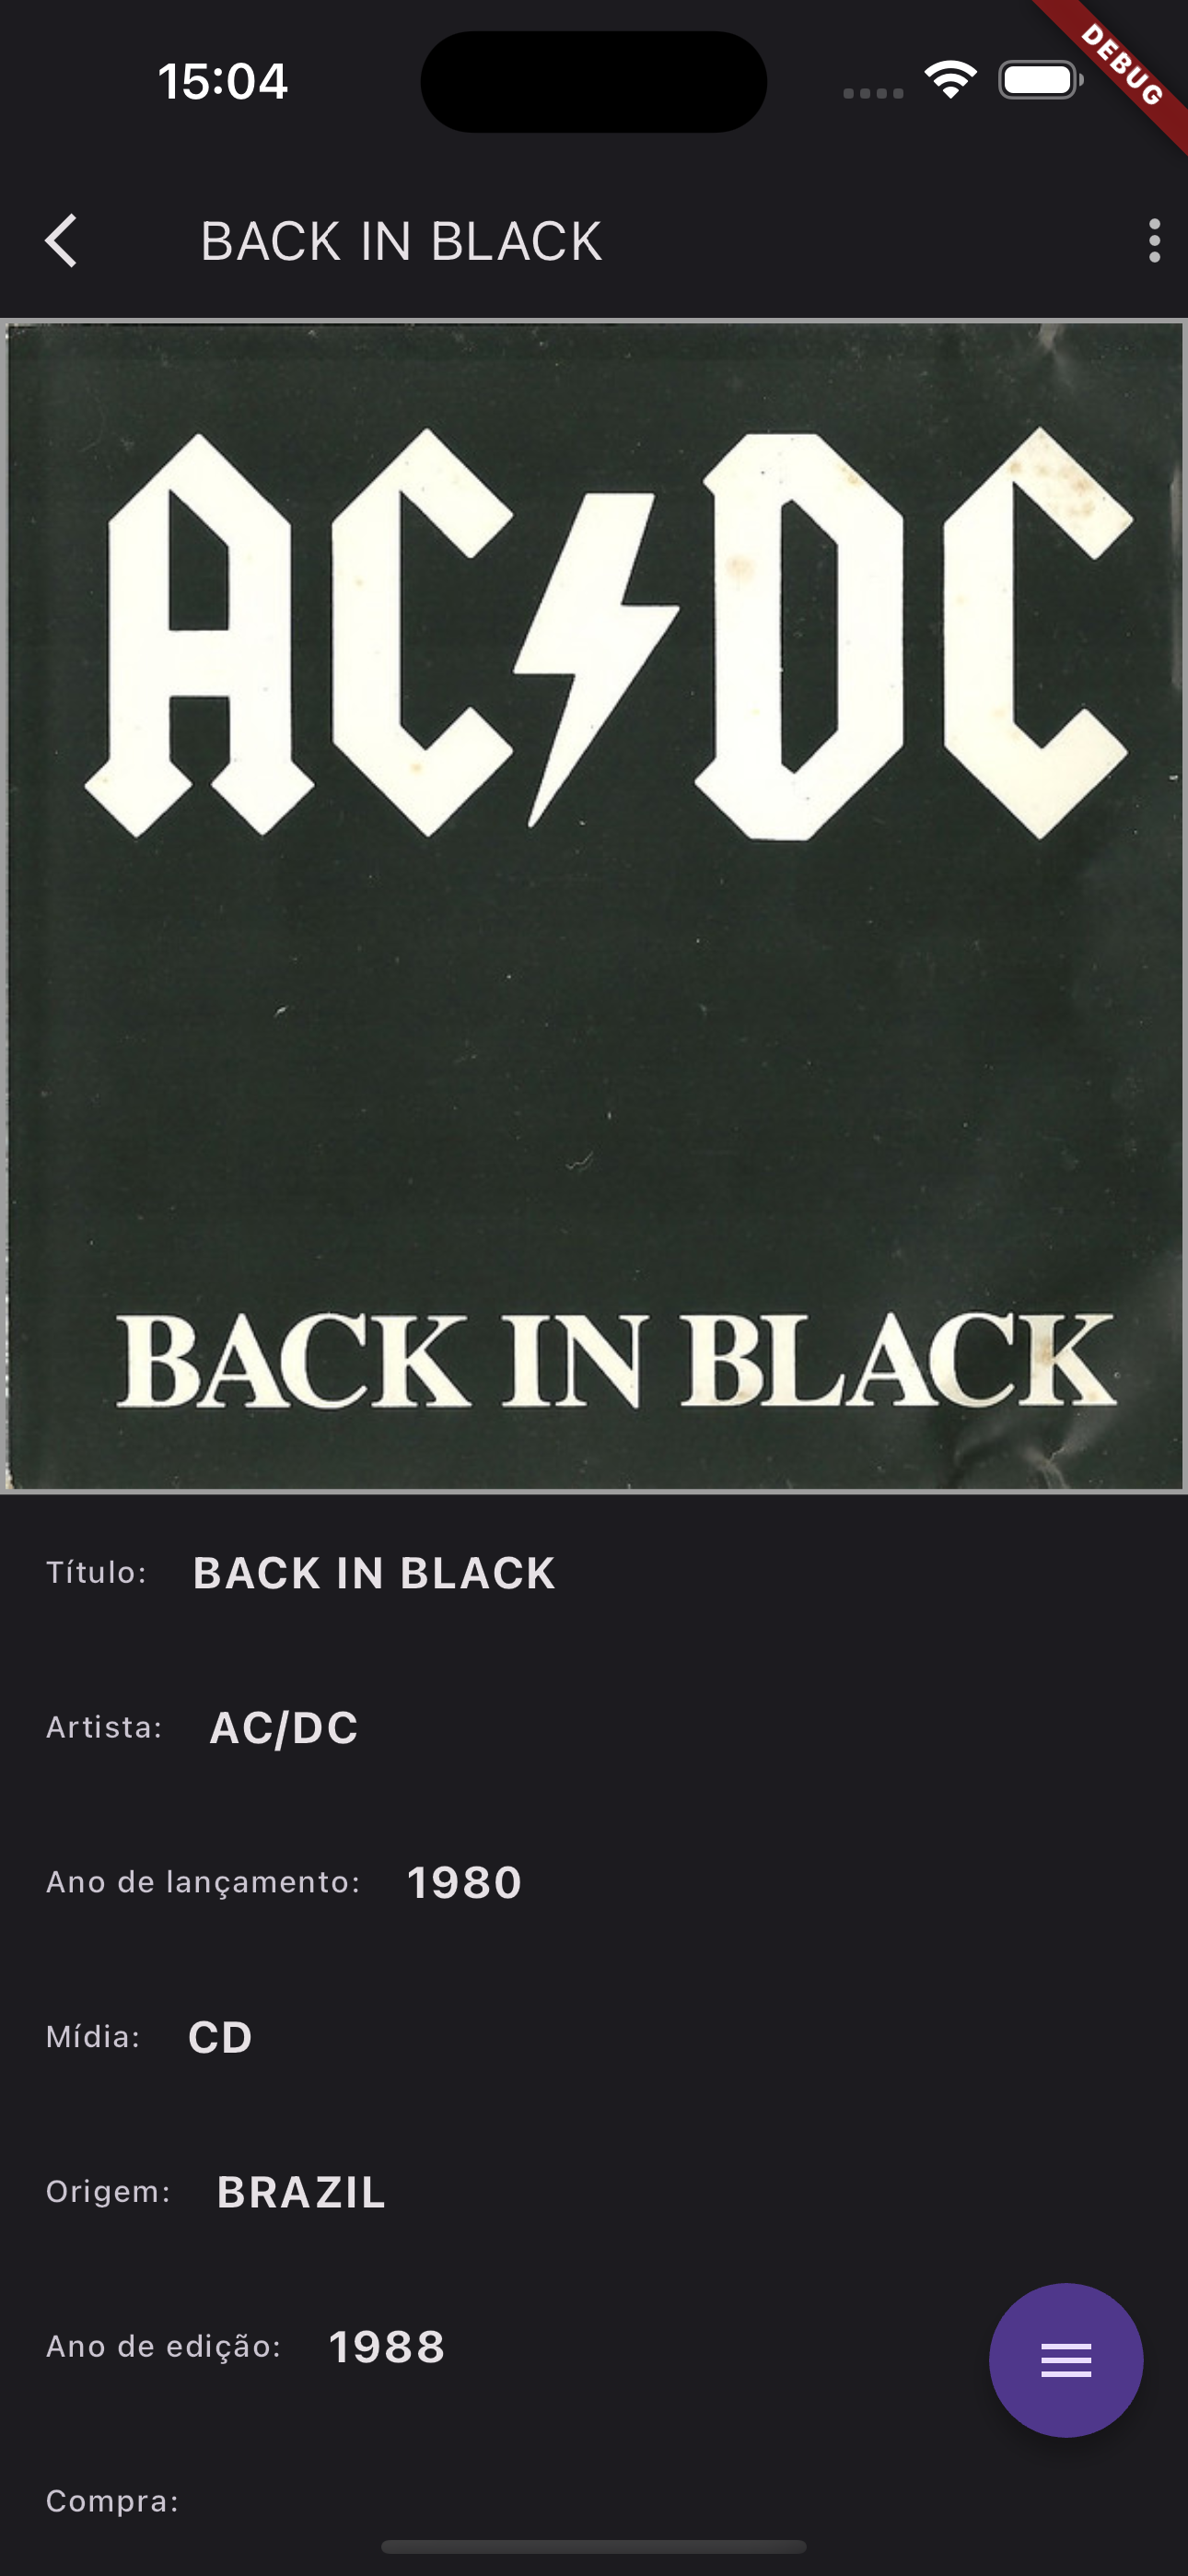 15:04
DEBUG
BACK IN BLACK
AC DC
BACK IN BLACK
Título: BACK IN BLACK
Artista: AC/DC
Ano de lançamento: 1980
Mídia: CD
Origem: BRAZIL
Ano de edição: 1988
Compra: